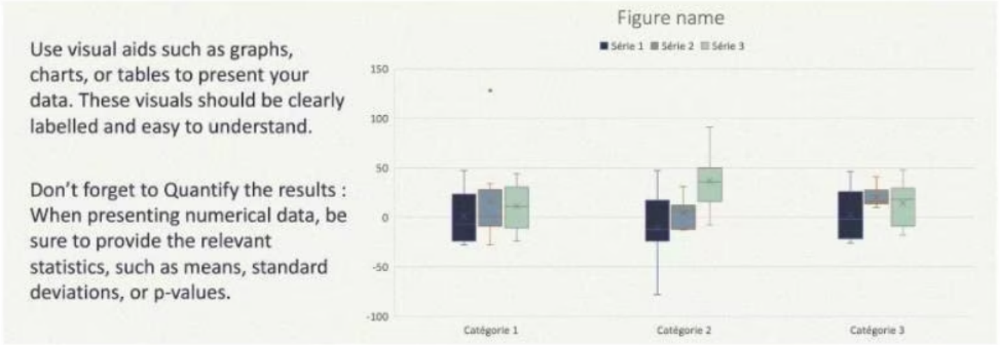 Use visual aids such as graphs,
charts, or tables to present your
data. These visuals should be clearly
labelled and easy to understand.
Don't forget to Quantify the results :
When presenting numerical data, be
sure to provide the relevant
statistics, such as means, standard
deviations, or p-values.
Figure name
Série 1 Série 2 Série 3
150
100
50
0
-50
-100
Catégorie 1 Catégorie 2 Catégorie 3